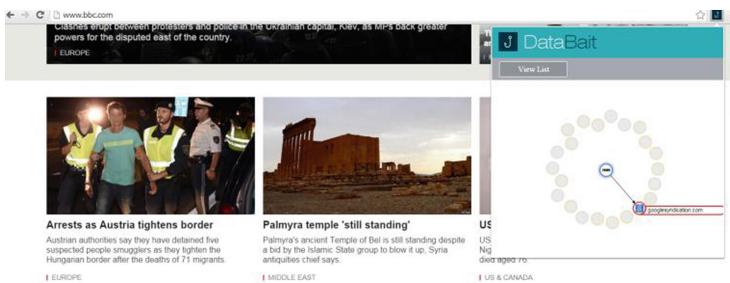 www.bbc.com
Clashes erupt between protesters and police in the Ukrainian capital, Kiev, as MPs back greater
powers for the disputed east of the country.
EUROPE
DataBait
View List
googlesyndication.com
Arrests as Austria tightens border
Austrian authorities say they have detained five
suspected people smugglers as they tighten the
Hungarian border after the deaths of 71 migrants.
EUROPE
Palmyra temple 'still standing'
Palmyra's ancient Temple of Bel is still standing despite
a bid by the Islamic State group to blow it up, Syria
antiquities chief says.
MIDDLE EAST
US
US
Nig
died aged 76.
US & CANADA